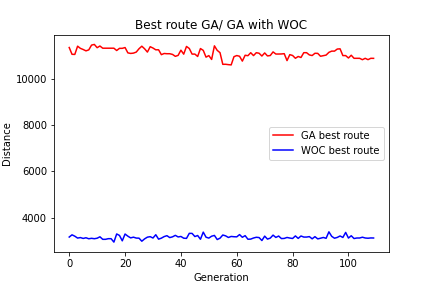 Best route GA/ GA with WOC
Distance
10000
8000
6000
4000
GA best route
WOC best route
0
20
40
60
80
100
Generation